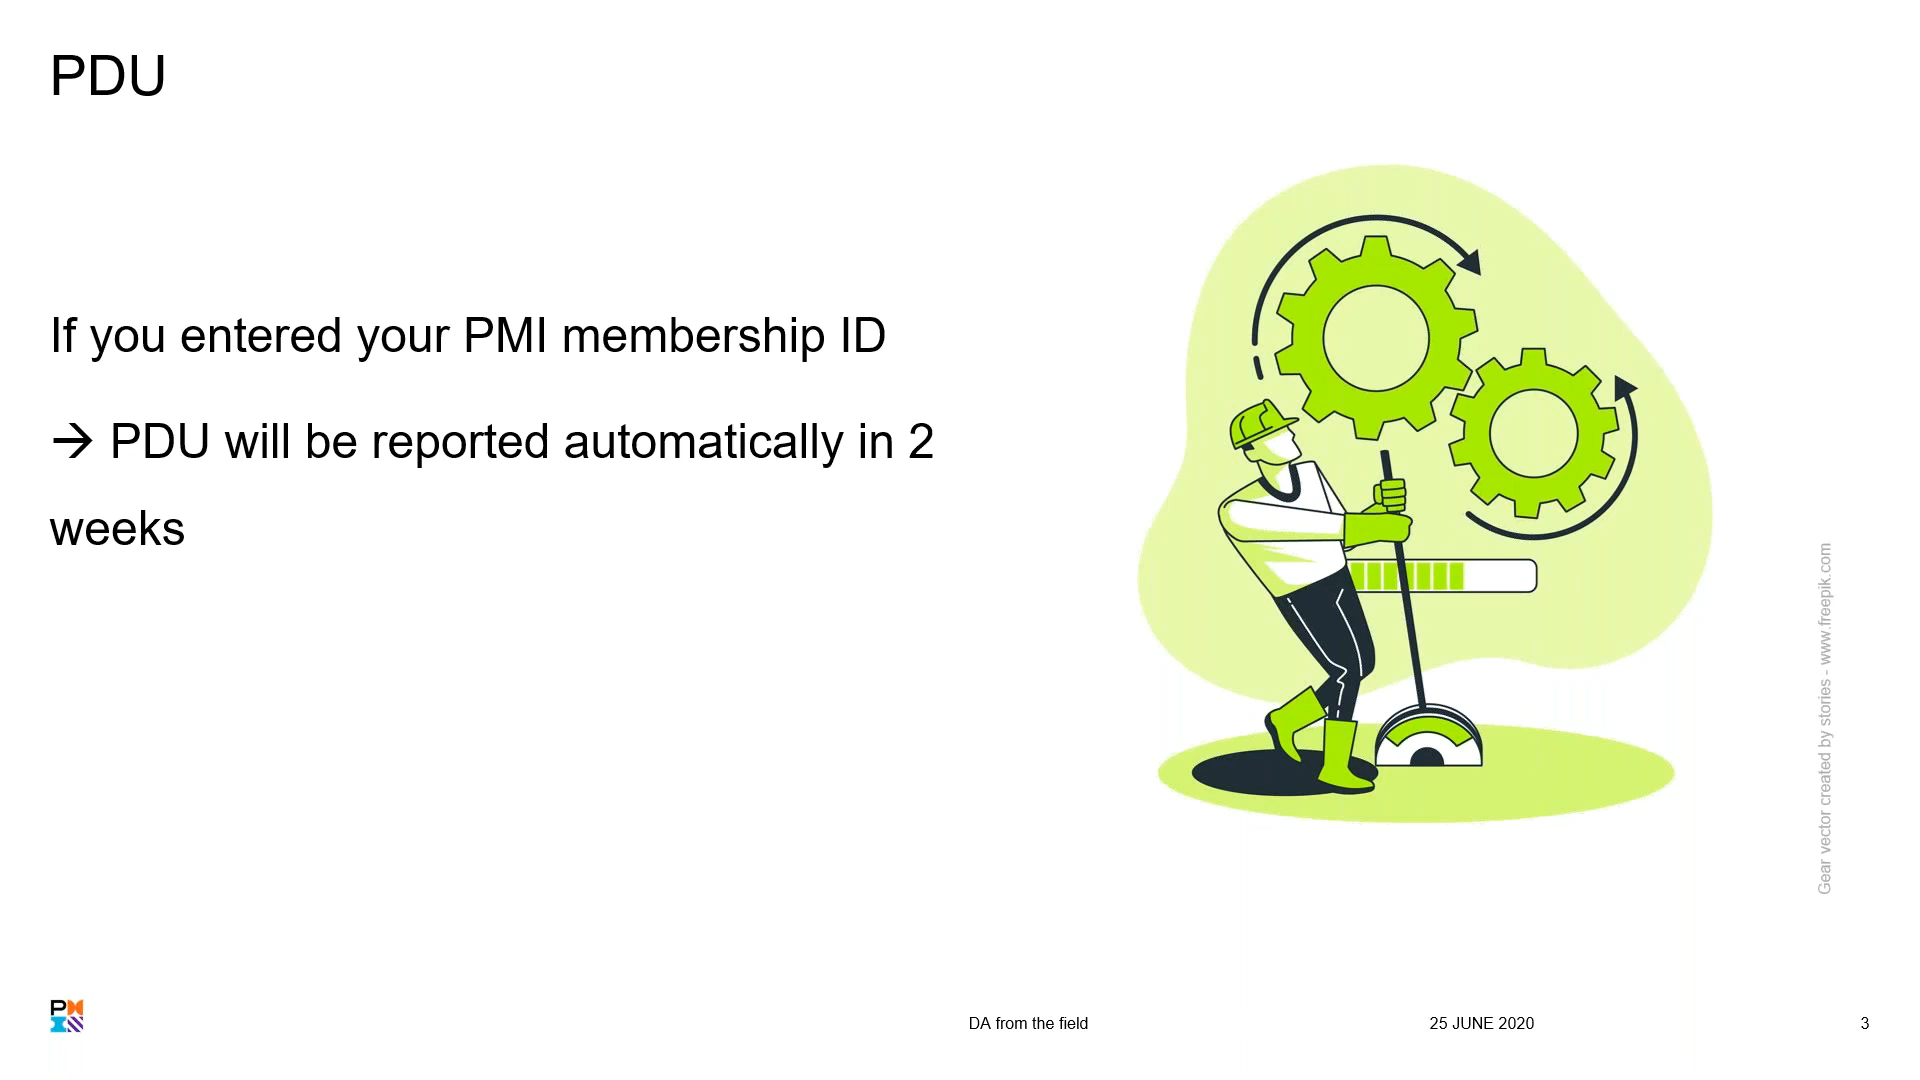 PDU
If you entered your PMI membership ID
→ PDU will be reported automatically in 2
weeks
Gear vector created by stories - www.freepik.com
DA from the field
25 JUNE 2020
3